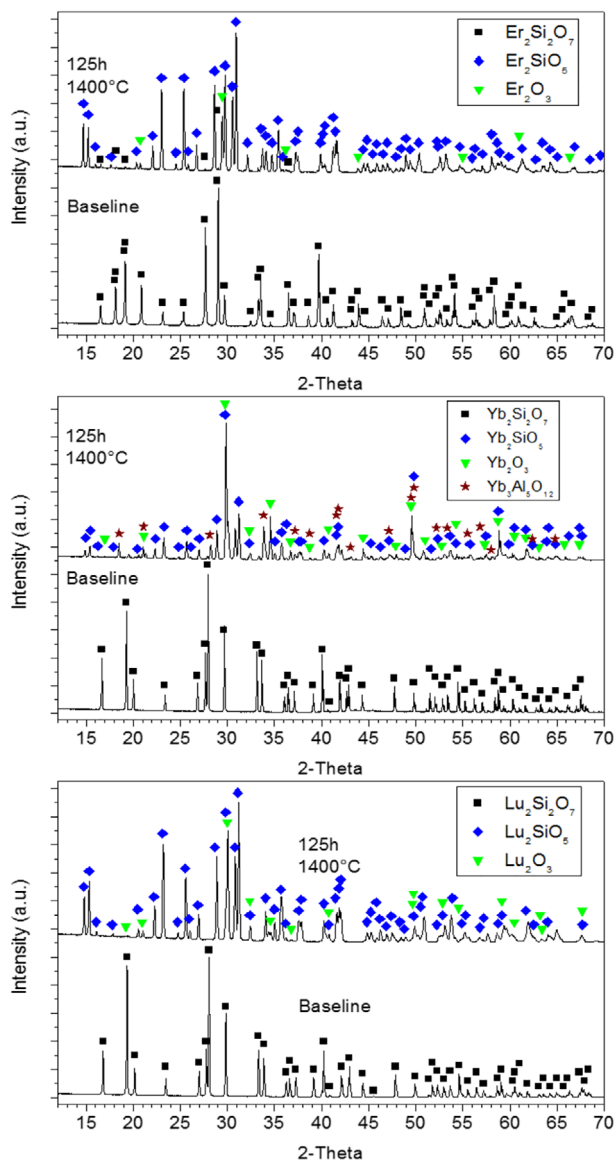 Er₂Si₂O₇
Er₂SiO₅
Er₂O₃
125h
1400°C
Baseline
Intensity (a.u.)
15 20 25 30 35 40 45 50 55 60 65 70
2-Theta
Yb₂Si₂O₇
Yb₂SiO₅
Yb₂O₃
Yb₃Al₅O₁₂
125h
1400°C
Baseline
Intensity (a.u.)
15 20 25 30 35 40 45 50 55 60 65 70
2-Theta
Lu₂Si₂O₇
Lu₂SiO₅
Lu₂O₃
125h
1400°C
Baseline
Intensity (a.u.)
15 20 25 30 35 40 45 50 55 60 65 70
2-Theta